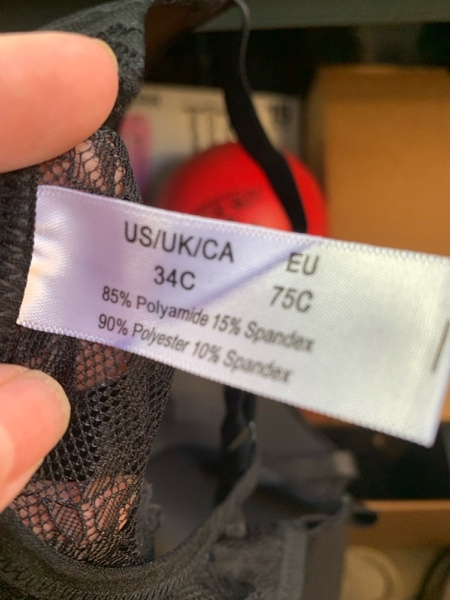 US/UK/CA EU
34C 75C
85% Polyamide 15% Spandex
90% Polyester 10% Spandex